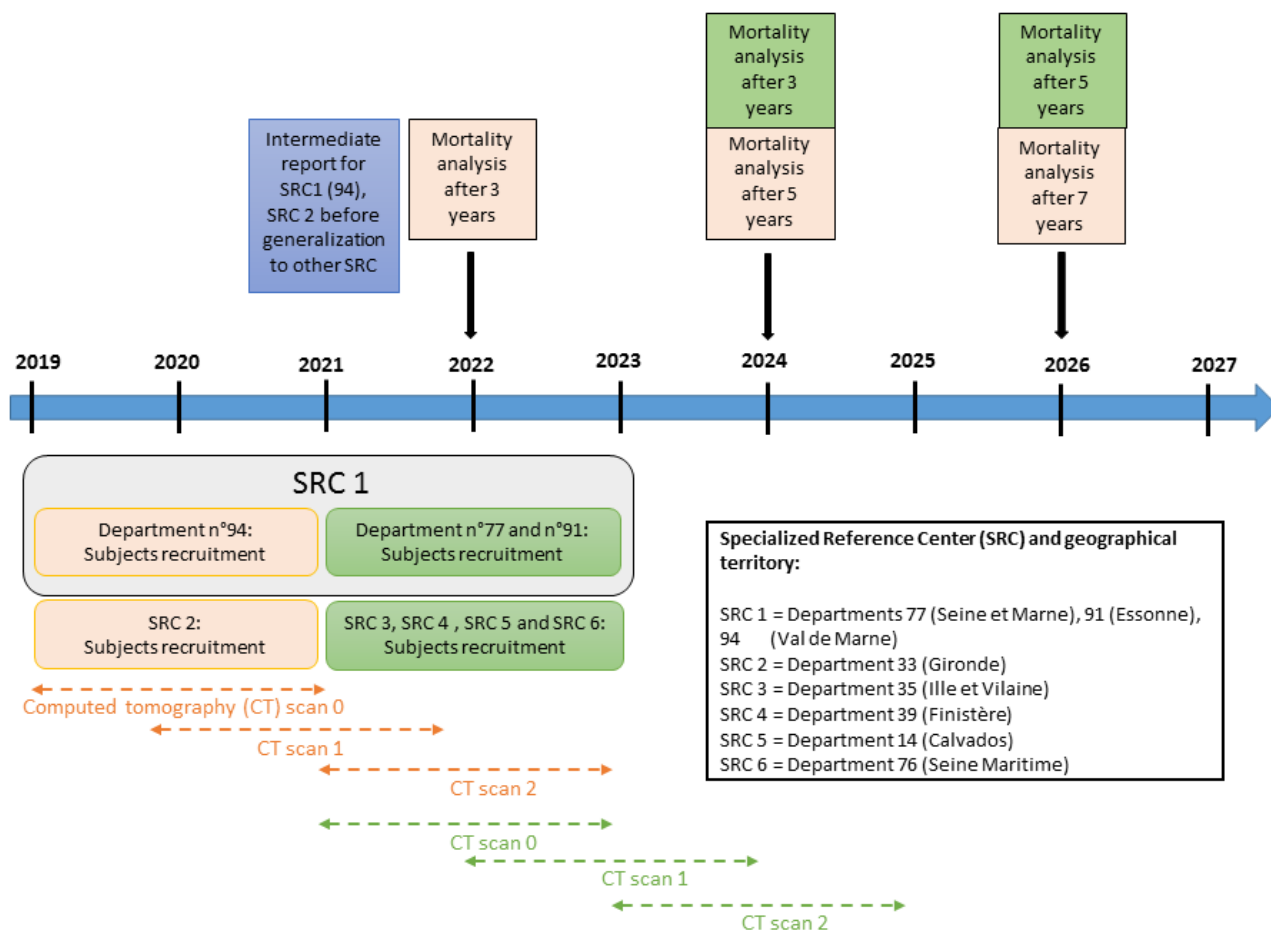 Mortality
analysis
after 3
years
Mortality
analysis
after 5
years
Intermediate
report for
SRC1 (94),
SRC 2 before
generalization
to other SRC
Mortality
analysis
after 3
years
Mortality
analysis
after 5
years
Mortality
analysis
after 7
years
2019
2020
2021
2022
2023
2024
2025
2026
2027
SRC 1
Department n°94:
Subjects recruitment
Department n°77 and n°91:
Subjects recruitment
SRC 2:
Subjects recruitment
SRC 3, SRC 4 , SRC 5 and SRC 6:
Subjects recruitment
Computed tomography (CT) scan 0
CT scan 1
CT scan 2
CT scan 0
CT scan 1
CT scan 2
Specialized Reference Center (SRC) and geographical
territory:
SRC 1 = Departments 77 (Seine et Marne), 91 (Essonne),
94 (Val de Marne)
SRC 2 = Department 33 (Gironde)
SRC 3 = Department 35 (Ille et Vilaine)
SRC 4 = Department 39 (Finistère)
SRC 5 = Department 14 (Calvados)
SRC 6 = Department 76 (Seine Maritime)